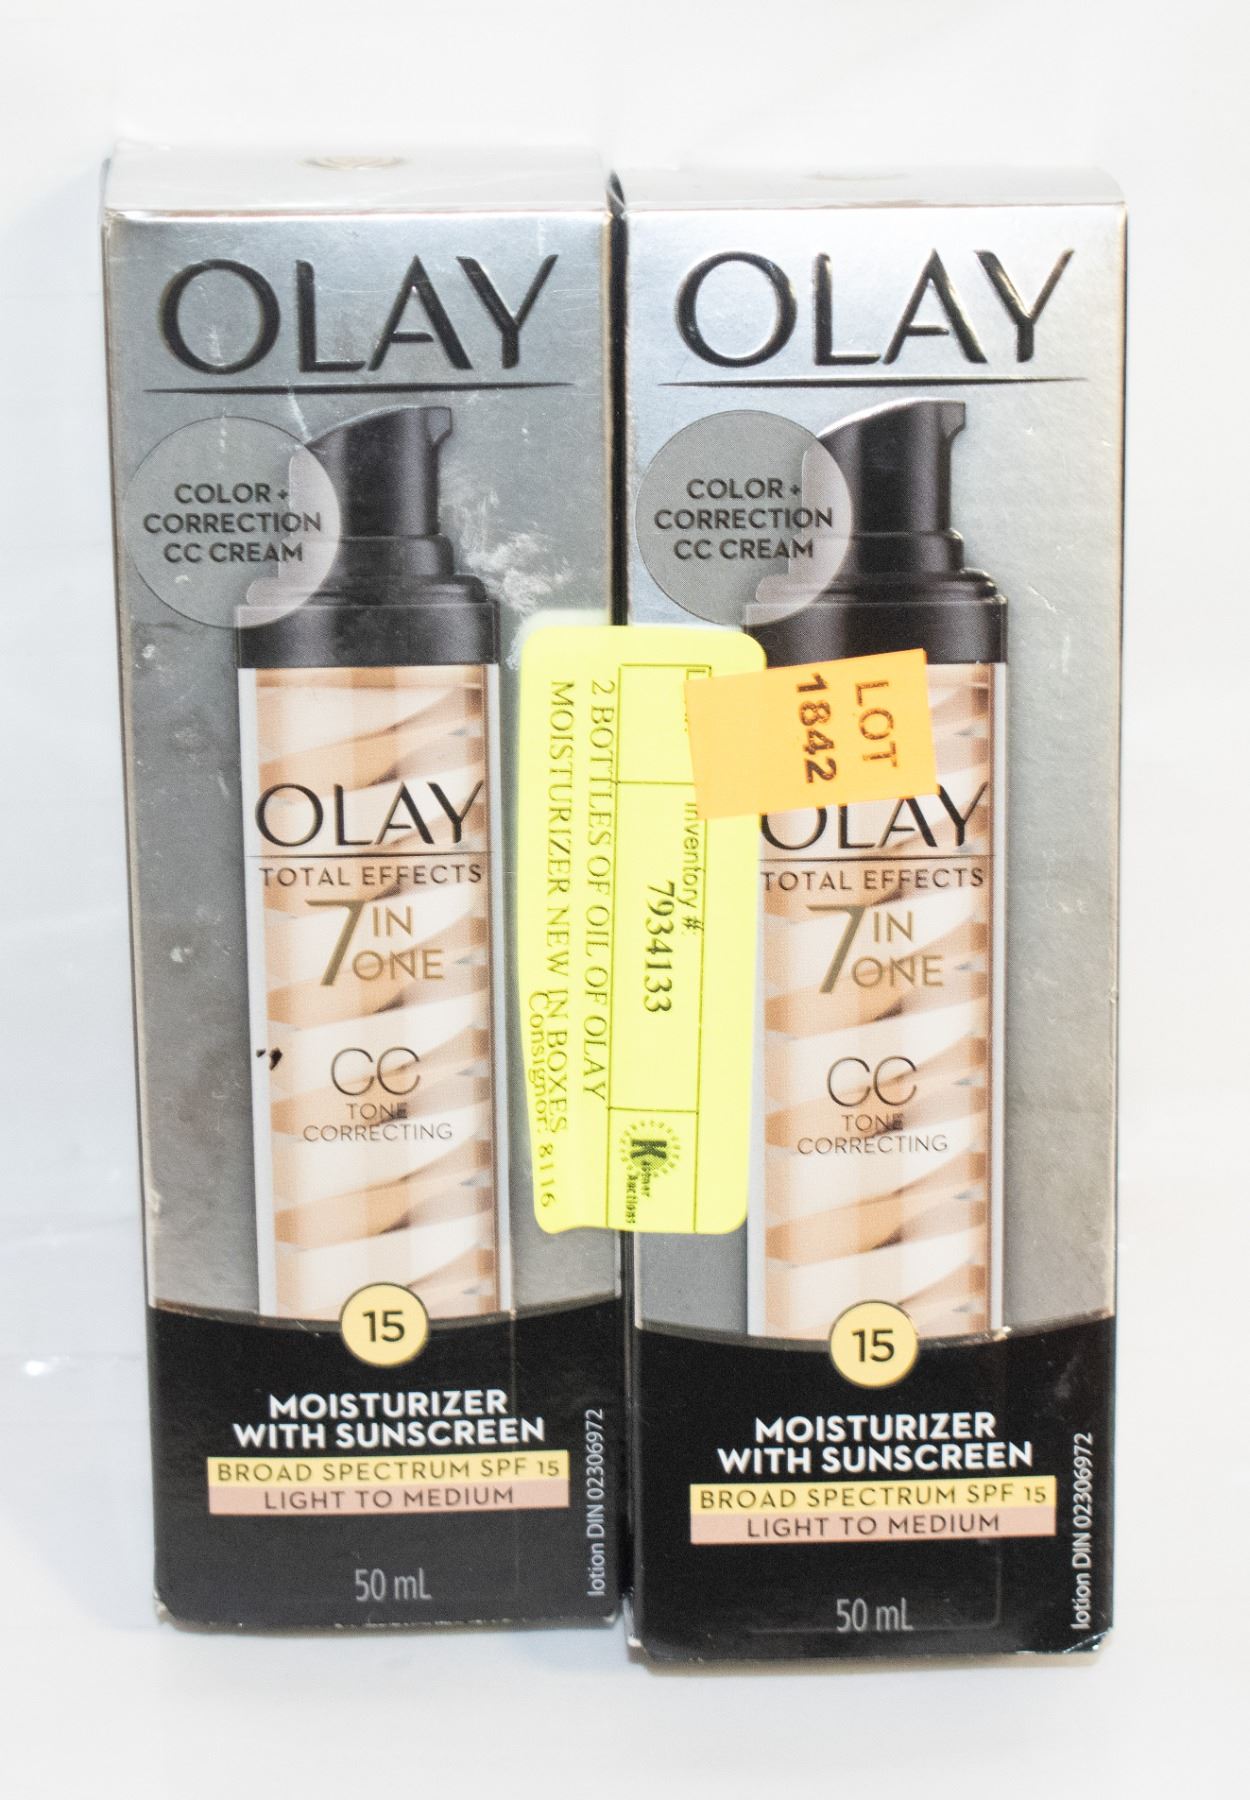 OLAY
COLOR +
CORRECTION
CC CREAM
OLAY
TOTAL EFFECTS
7 IN
ONE
CC
TONE
CORRECTING
15
MOISTURIZER
WITH SUNSCREEN
BROAD SPECTRUM SPF 15
LIGHT TO MEDIUM
50 mL
lotion DIN 02306972
Inventory #:
7934133
2 BOTTLES OF OIL OF OLAY
MOISTURIZER NEW IN BOXES
Consignor: 8116
Kastner
Auctions
LOT
1842
OLAY
COLOR +
CORRECTION
CC CREAM
OLAY
TOTAL EFFECTS
7 IN
ONE
CC
TONE
CORRECTING
15
MOISTURIZER
WITH SUNSCREEN
BROAD SPECTRUM SPF 15
LIGHT TO MEDIUM
50 mL
lotion DIN 02306972